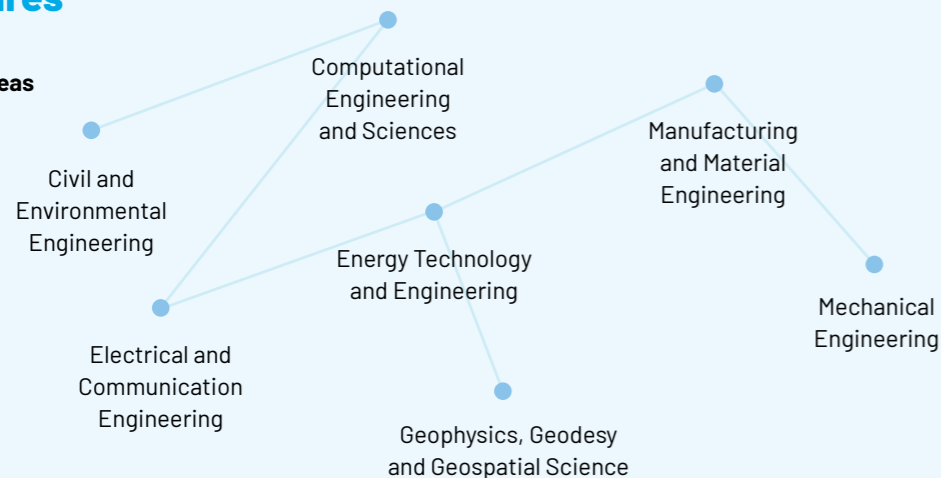 Computational
Engineering
and Sciences
Civil and
Environmental
Engineering
Manufacturing
and Material
Engineering
Energy Technology
and Engineering
Mechanical
Engineering
Electrical and
Communication
Engineering
Geophysics, Geodesy
and Geospatial Science